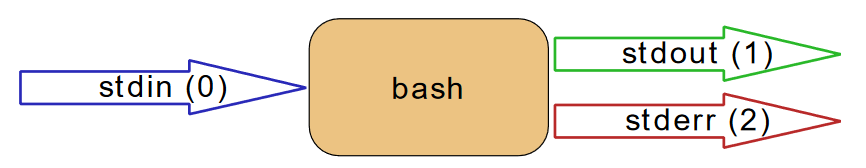 stdin (0)
bash
stdout (1)
stderr (2)